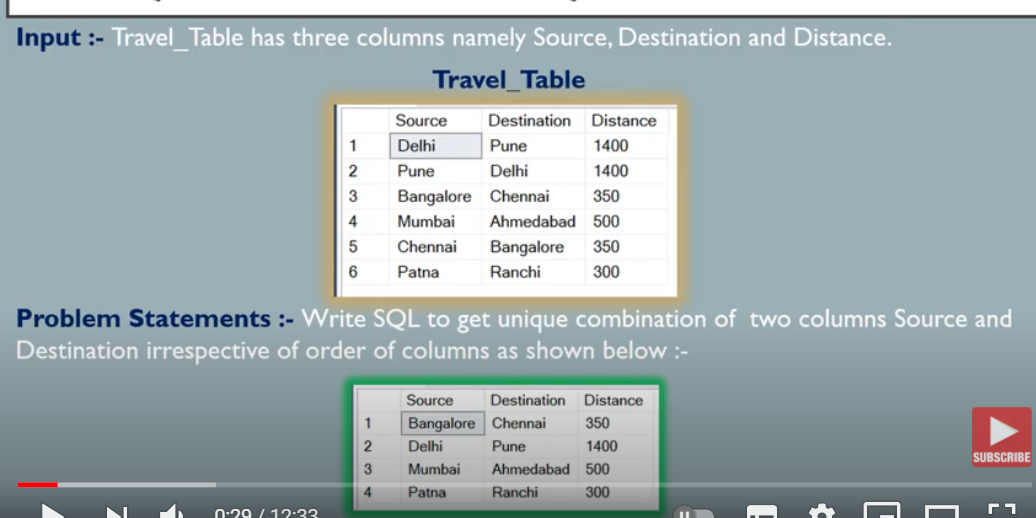 Input :- Travel_Table has three columns namely Source, Destination and Distance.
Travel_Table
Source Destination Distance
1 Delhi Pune 1400
2 Pune Delhi 1400
3 Bangalore Chennai 350
4 Mumbai Ahmedabad 500
5 Chennai Bangalore 350
6 Patna Ranchi 300
Problem Statements :- Write SQL to get unique combination of two columns Source and
Destination irrespective of order of columns as shown below :-
Source Destination Distance
1 Bangalore Chennai 350
2 Delhi Pune 1400
3 Mumbai Ahmedabad 500
4 Patna Ranchi 300
SUBSCRIBE
0:29 / 12:33